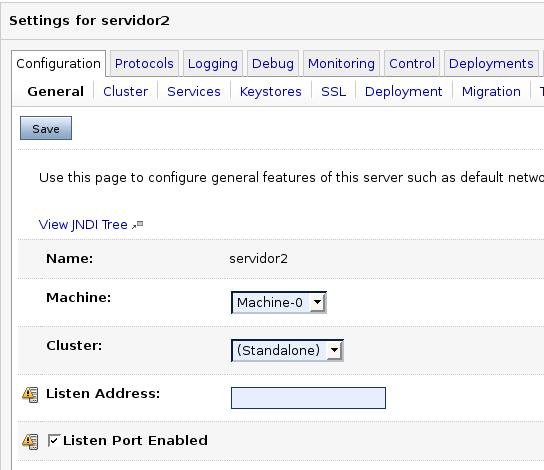 Settings for servidor2
Configuration Protocols Logging Debug Monitoring Control Deployments
General Cluster Services Keystores SSL Deployment Migration
Save
Use this page to configure general features of this server such as default
View JNDI Tree
Name: servidor2
Machine: Machine-0
Cluster: (Standalone)
Listen Address:
Listen Port Enabled